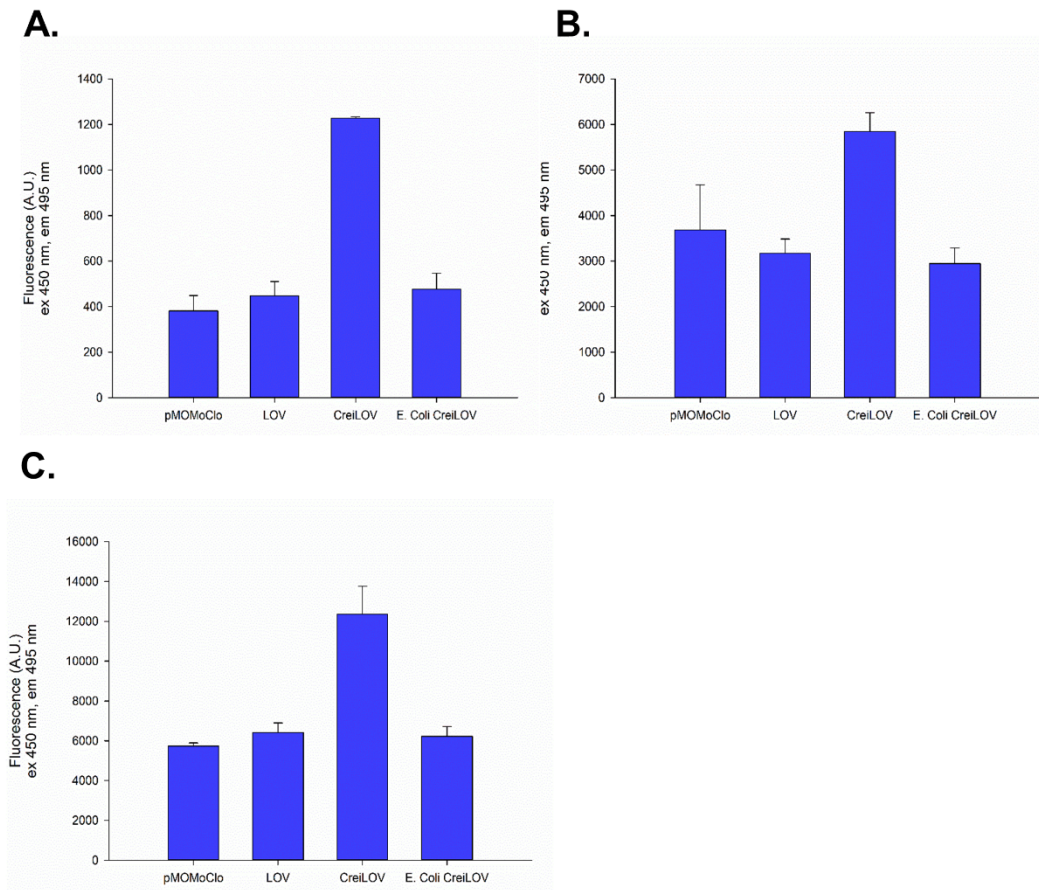 A.
1400
1200
1000
800
600
400
200
0
Fluorescence (A.U.)
ex 450 nm, em 495 nm
pMOMoClo LOV CreiLOV E. Coli CreiLOV
B.
7000
6000
5000
4000
3000
2000
1000
0
ex 450 nm, em 495 nm
pMOMoClo LOV CreiLOV E. Coli CreiLOV
C.
16000
14000
12000
10000
8000
6000
4000
2000
0
Fluorescence (A.U.)
ex 450 nm, em 495 nm
pMOMoClo LOV CreiLOV E. Coli CreiLOV